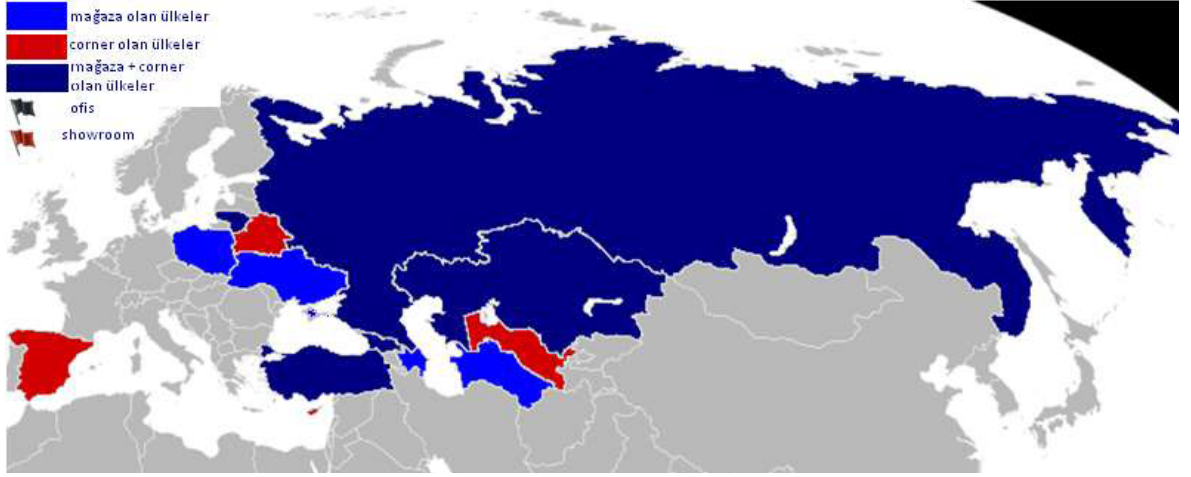 mağaza olan ülkeler
corner olan ülkeler
mağaza + corner
olan ülkeler
ofis
showroom